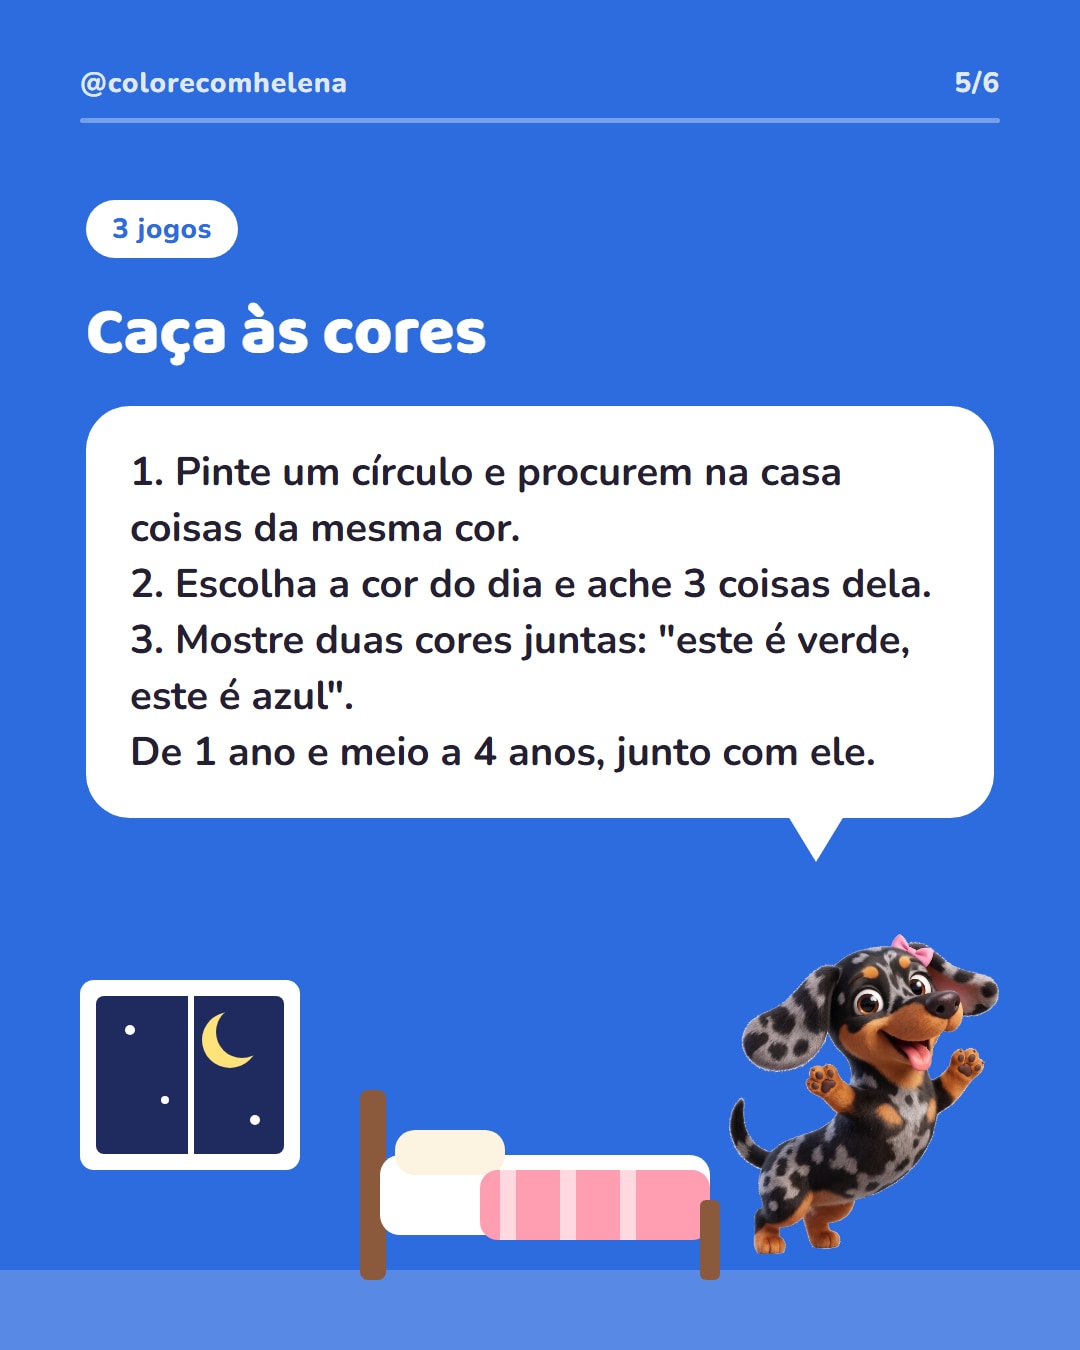 @colorecomhelena
5/6
3 jogos
Caça às cores
1. Pinte um círculo e procurem na casa
coisas da mesma cor.
2. Escolha a cor do dia e ache 3 coisas dela.
3. Mostre duas cores juntas: "este é verde,
este é azul".
De 1 ano e meio a 4 anos, junto com ele.